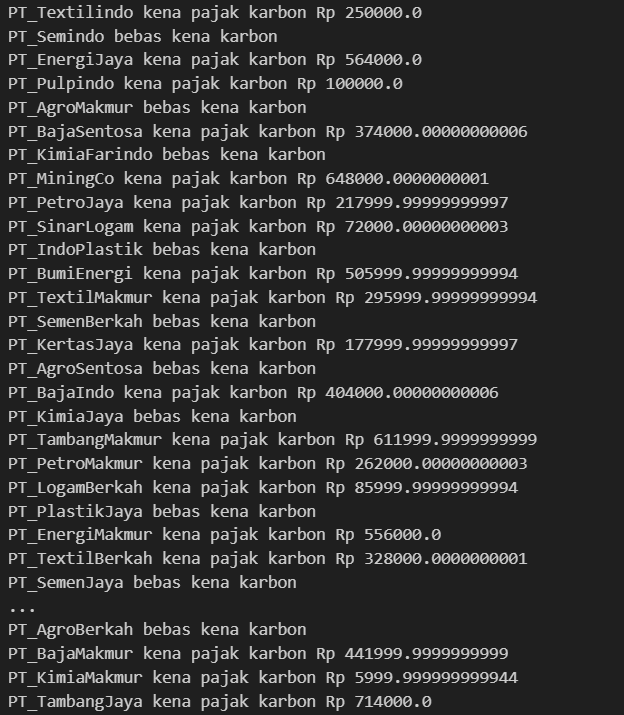 PT_Textilindo kena pajak karbon Rp 250000.0
PT_Semindo bebas kena karbon
PT_EnergiJaya kena pajak karbon Rp 564000.0
PT_Pulpindo kena pajak karbon Rp 100000.0
PT_AgroMakmur bebas kena karbon
PT_BajaSentosa kena pajak karbon Rp 374000.00000000006
PT_KimiaFarindo bebas kena karbon
PT_MiningCo kena pajak karbon Rp 648000.0000000001
PT_PetroJaya kena pajak karbon Rp 217999.99999999997
PT_SinarLogam kena pajak karbon Rp 72000.00000000003
PT_IndoPlastik bebas kena karbon
PT_BumiEnergi kena pajak karbon Rp 505999.99999999994
PT_TextilMakmur kena pajak karbon Rp 295999.99999999994
PT_SemenBerkah bebas kena karbon
PT_KertasJaya kena pajak karbon Rp 177999.99999999997
PT_AgroSentosa bebas kena karbon
PT_BajaIndo kena pajak karbon Rp 404000.00000000006
PT_KimiaJaya bebas kena karbon
PT_TambangMakmur kena pajak karbon Rp 611999.9999999999
PT_PetroMakmur kena pajak karbon Rp 262000.00000000003
PT_LogamBerkah kena pajak karbon Rp 85999.99999999994
PT_PlastikJaya bebas kena karbon
PT_EnergiMakmur kena pajak karbon Rp 556000.0
PT_TextilBerkah kena pajak karbon Rp 328000.0000000001
PT_SemenJaya bebas kena karbon
...
PT_AgroBerkah bebas kena karbon
PT_BajaMakmur kena pajak karbon Rp 441999.9999999999
PT_KimiaMakmur kena pajak karbon Rp 5999.999999999944
PT_TambangJaya kena pajak karbon Rp 714000.0